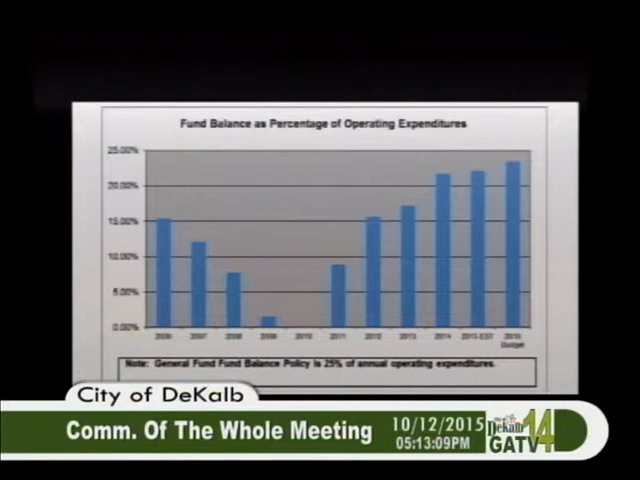 Fund Balance as Percentage of Operating Expenditures
25.00%
20.00%
15.00%
10.00%
5.00%
0.00%
2006 2007 2008 2009 2010 2011 2012 2013 2014 2015-EST 2016
Budget
Note: General Fund Fund Balance Policy is 25% of annual operating expenditures.
City of DeKalb
Comm. Of The Whole Meeting
10/12/2015
05:13:09PM
DeKalb 14
GATV